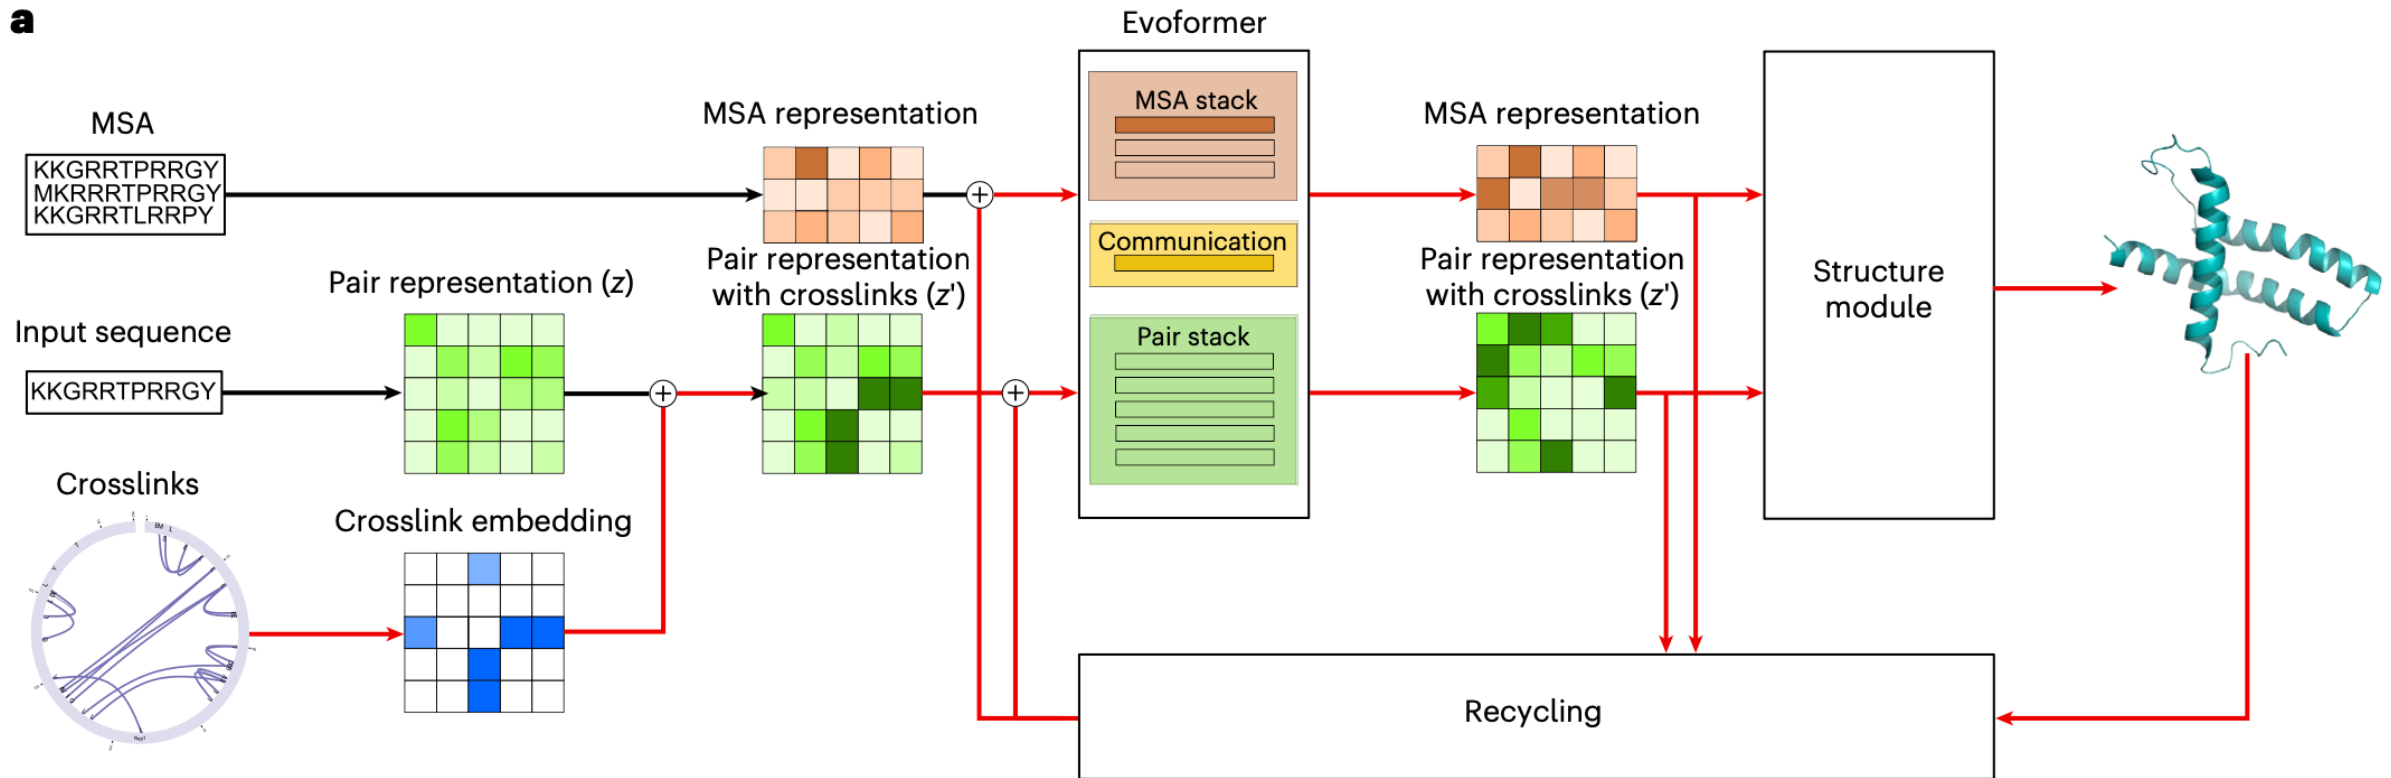 a
Evoformer
MSA
KKGRRTPRRGY
MKRRRTPRRGY
KKGRRTLRRPY
MSA representation
MSA stack
MSA representation
Communication
Pair representation (z)
Pair representation
with crosslinks (z')
Pair representation
with crosslinks (z')
Structure
module
Input sequence
KKGRRTPRRGY
Pair stack
Crosslinks
Crosslink embedding
Recycling